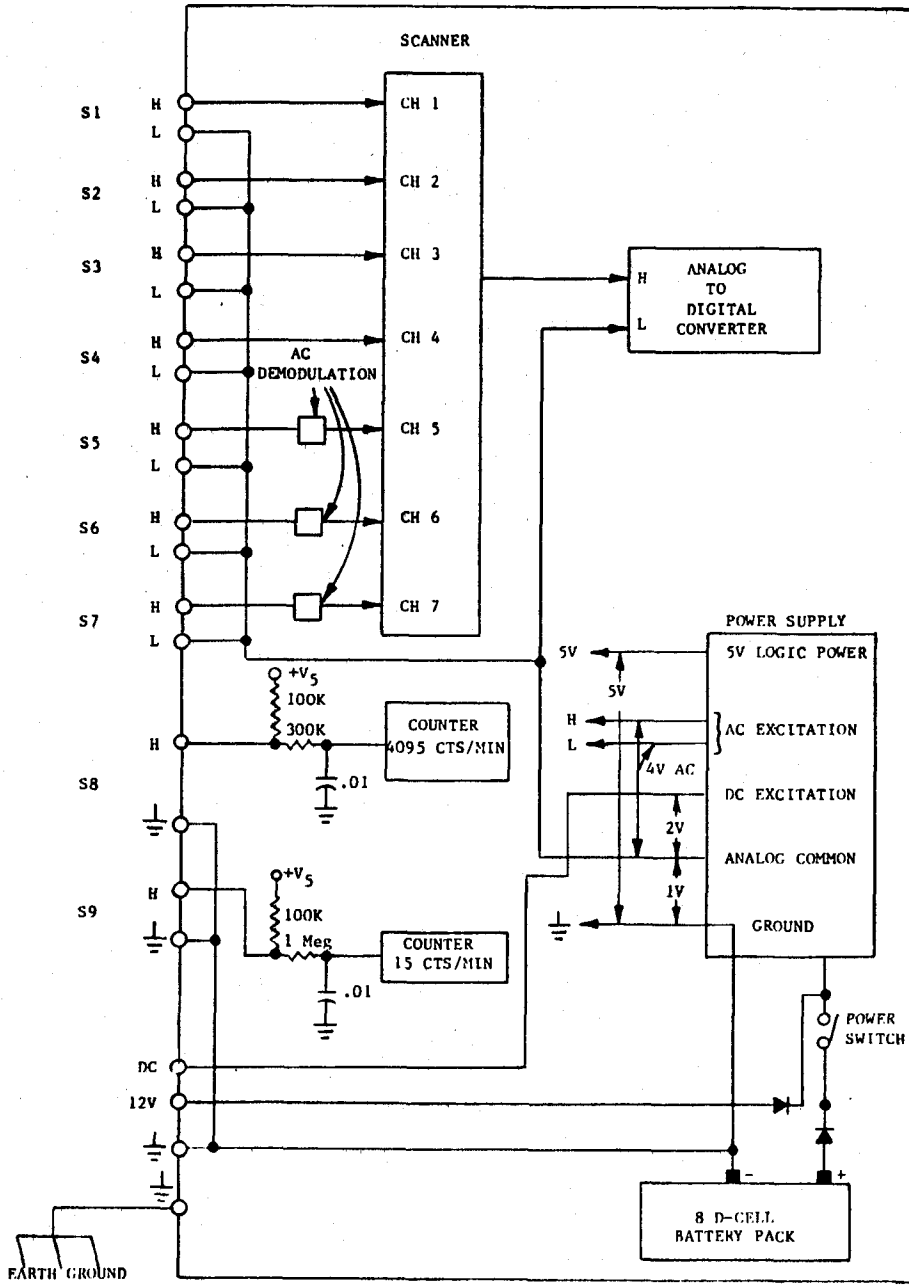 SCANNER
S1
H
CH 1
L
S2
H
CH 2
L
S3
H
CH 3
L
H
ANALOG
TO
DIGITAL
CONVERTER
L
S4
H
CH 4
L
AC
DEMODULATION
S5
H
CH 5
L
S6
H
CH 6
L
S7
H
CH 7
L
POWER SUPPLY
5V
5V LOGIC POWER
5V
H
L
AC EXCITATION
4V AC
DC EXCITATION
2V
ANALOG COMMON
1V
GROUND
+V5
100K
300K
S8
H
COUNTER
4095 CTS/MIN
.01
+V5
100K
1 Meg
S9
H
COUNTER
15 CTS/MIN
.01
POWER
SWITCH
DC
12V
-
+
8 D-CELL
BATTERY PACK
EARTH GROUND